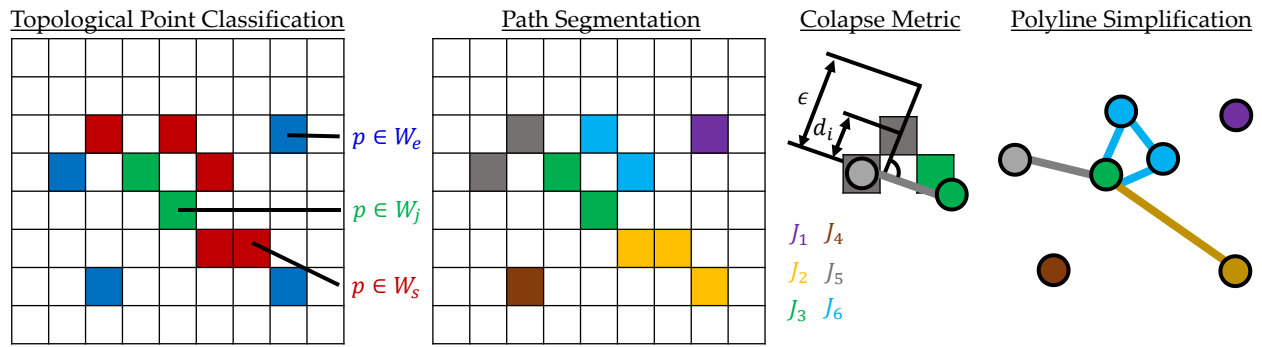 Topological Point Classification
Path Segmentation
Colapse Metric
Polyline Simplification
p ∈ W_e
p ∈ W_j
p ∈ W_s
ϵ
d_i
J_1 J_4
J_2 J_5
J_3 J_6